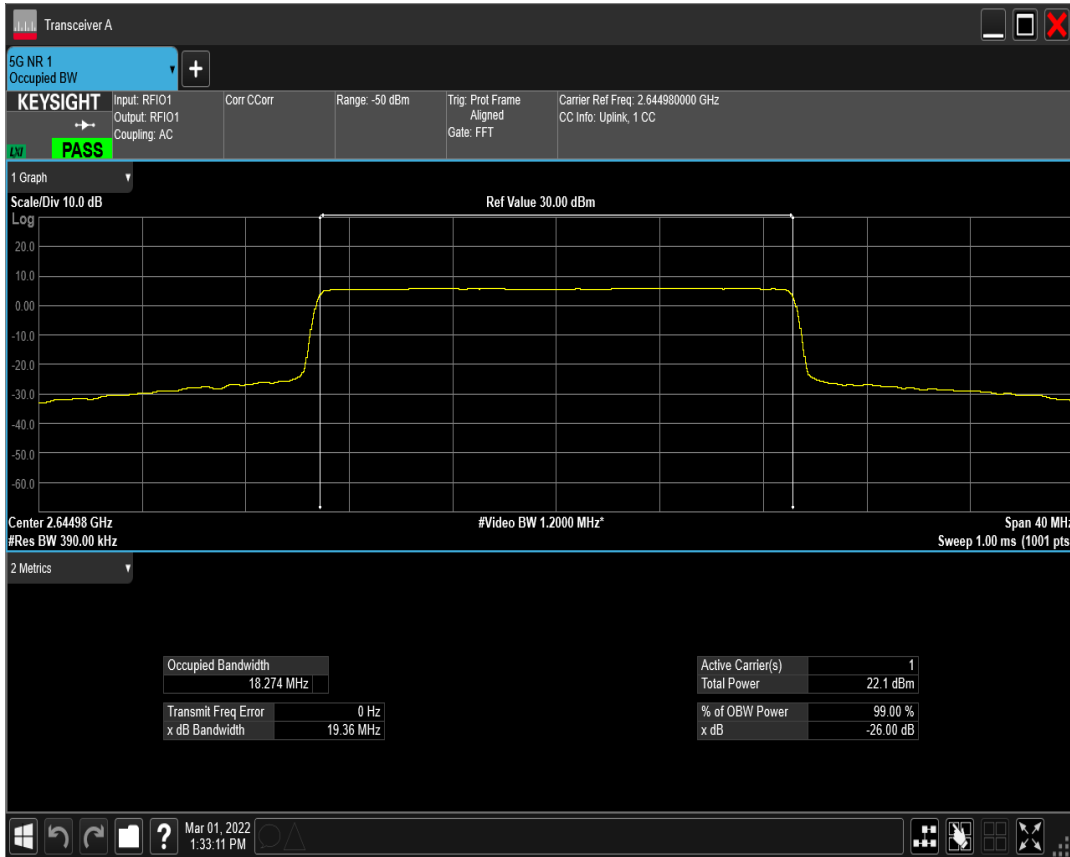 Transceiver A
5G NR 1
Occupied BW
+
KEYSIGHT
LXI
PASS
Input: RFIO1
Output: RFIO1
Coupling: AC
Corr CCorr
Range: -50 dBm
Trig: Prot Frame
Aligned
Gate: FFT
Carrier Ref Freq: 2.644980000 GHz
CC Info: Uplink, 1 CC
1 Graph
Scale/Div 10.0 dB
Ref Value 30.00 dBm
Log
20.0
10.0
0.00
-10.0
-20.0
-30.0
-40.0
-50.0
-60.0
Center 2.64498 GHz
#Video BW 1.2000 MHz*
Span 40 MHz
#Res BW 390.00 kHz
Sweep 1.00 ms (1001 pts
2 Metrics
Occupied Bandwidth
18.274 MHz
Transmit Freq Error 0 Hz
x dB Bandwidth 19.36 MHz
Active Carrier(s) 1
Total Power 22.1 dBm
% of OBW Power 99.00 %
x dB -26.00 dB
?
Mar 01, 2022
1:33:11 PM